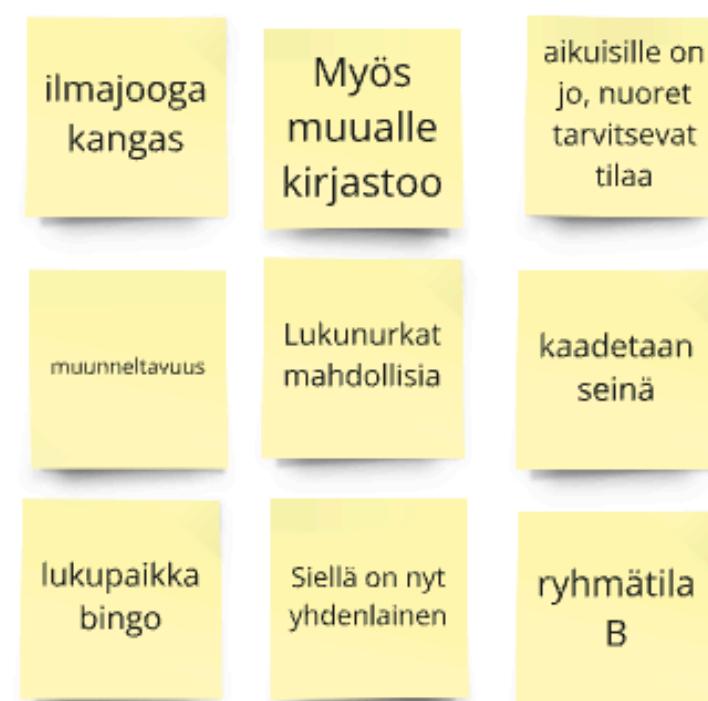 ilmajooga
kangas
Myös
muualle
kirjastoo
aikuisille on
jo, nuoret
tarvitsevat
tilaa
muunneltavuus
Lukunurkat
mahdollisia
kaadetaan
seinä
lukupaikka
bingo
Siellä on nyt
yhdenlainen
ryhmätila
B